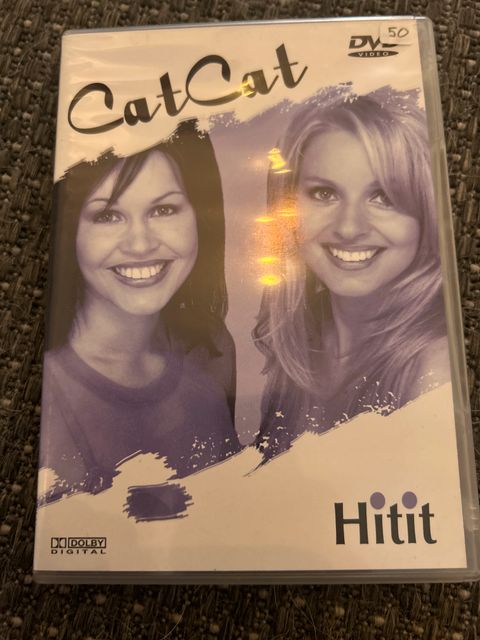 CatCat
DVD
VIDEO
50
Hitit
DOLBY
DIGITAL